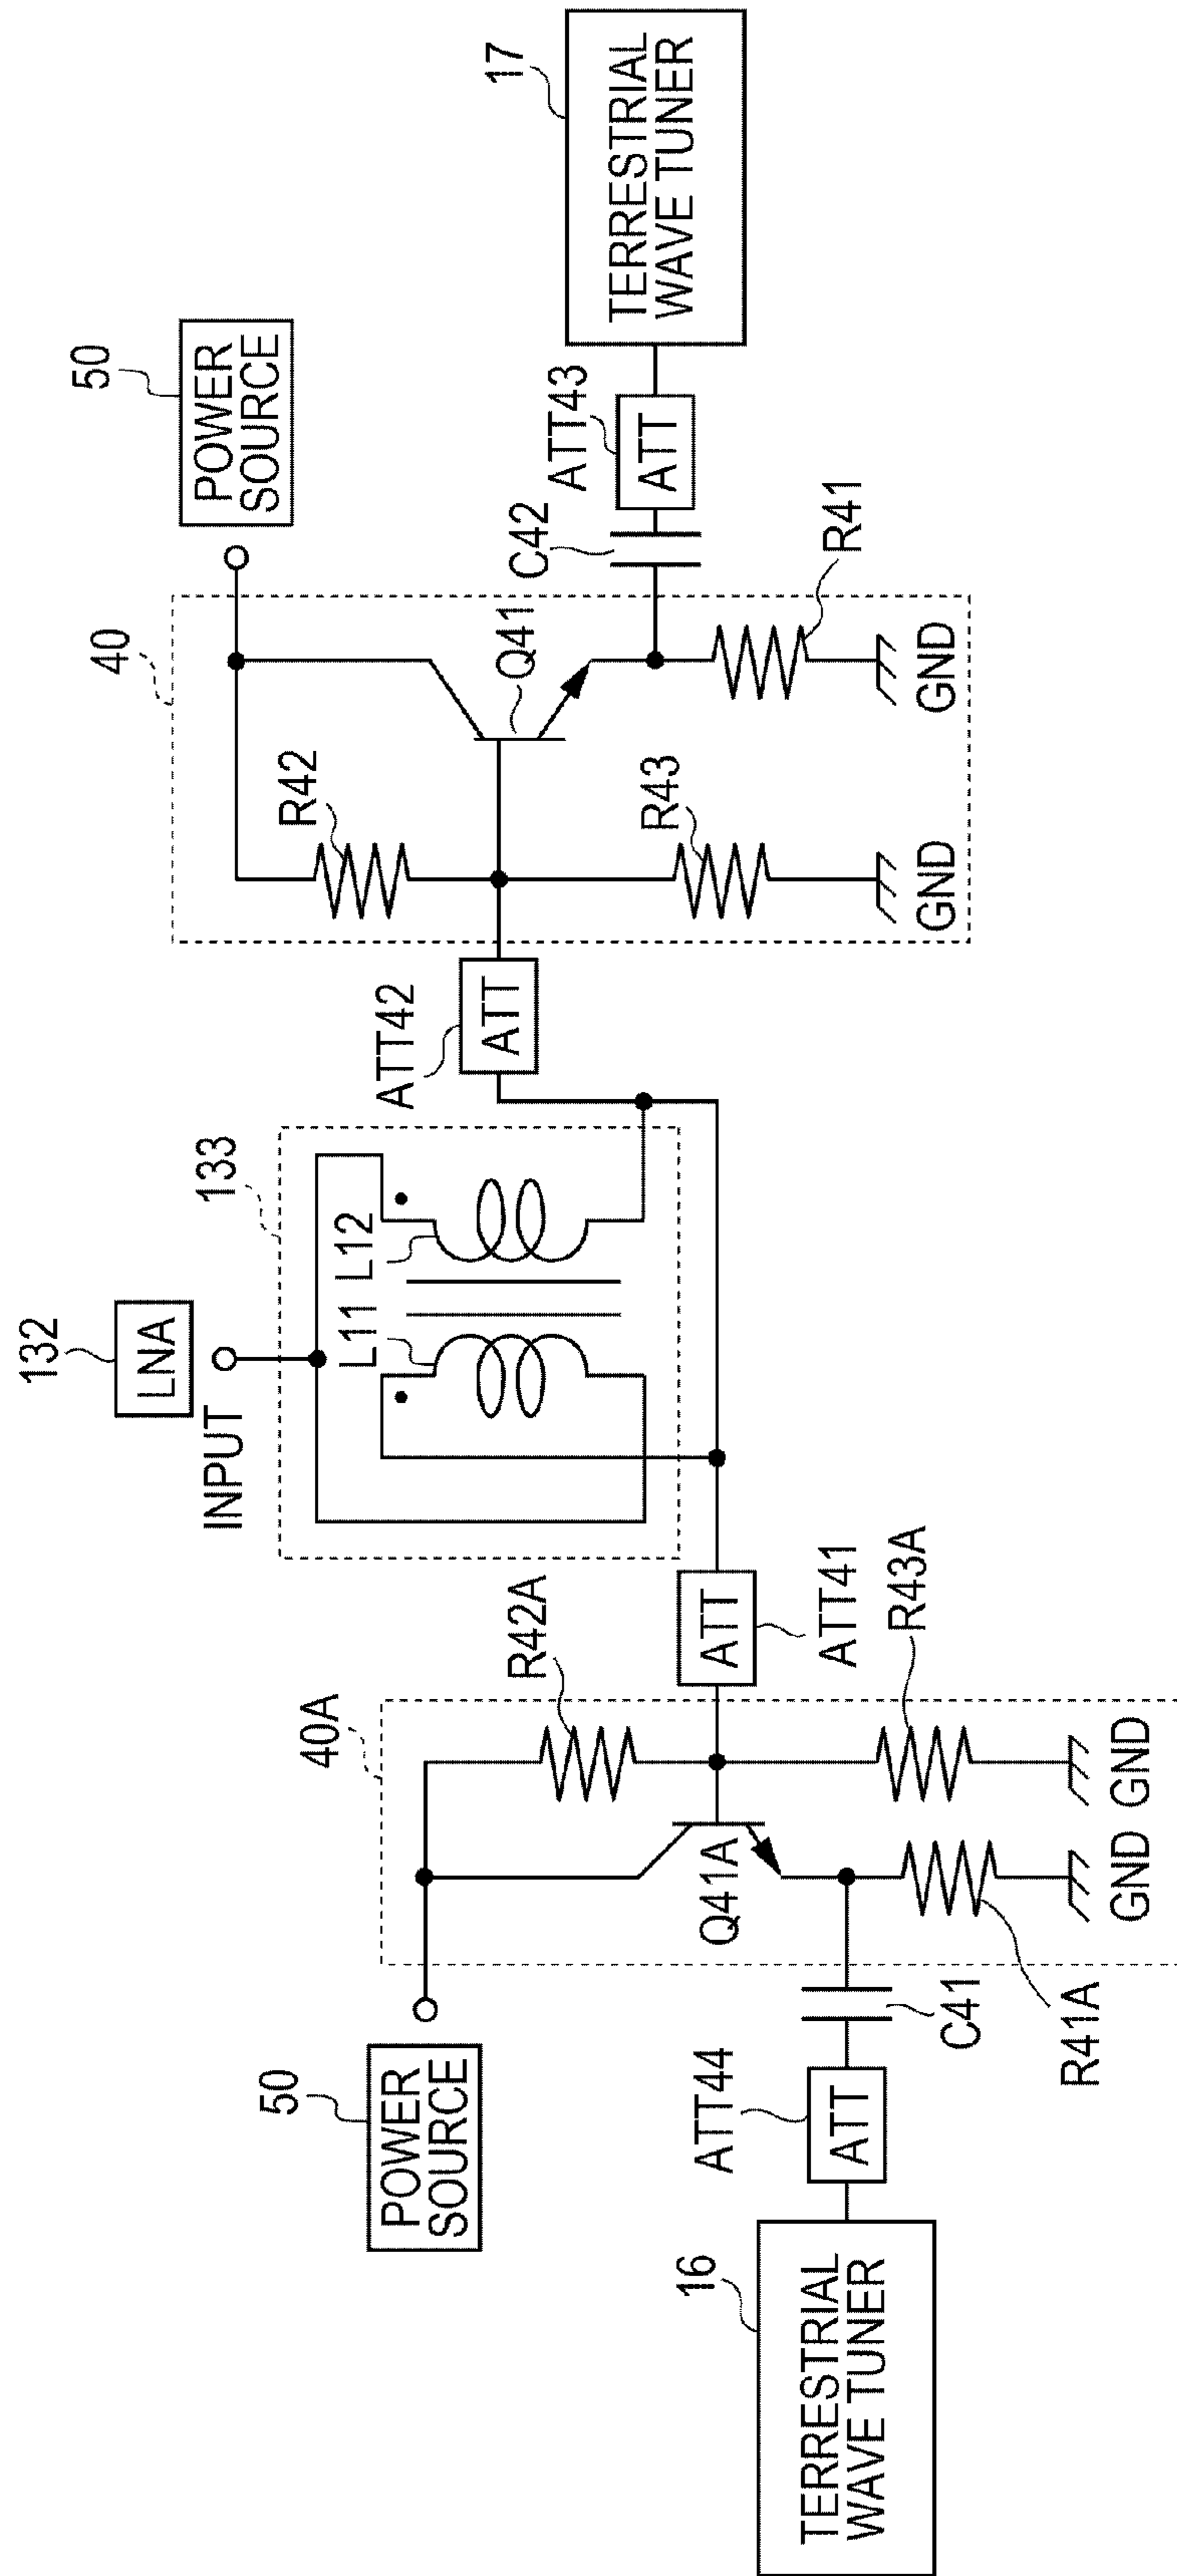 132
LNA
INPUT
133
L11
L12
50
POWER
SOURCE
40A
R42A
Q41A
R43A
GND
GND
R41A
C41
ATT44
ATT
16
TERRESTRIAL
WAVE TUNER
ATT
ATT41
ATT42
ATT
40
R42
Q41
R43
R41
GND
GND
50
POWER
SOURCE
C42
ATT43
ATT
17
TERRESTRIAL
WAVE TUNER